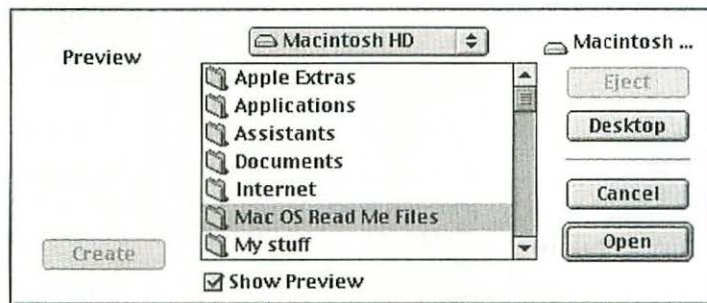 Macintosh HD
Macintosh ...
Preview
Apple Extras
Applications
Assistants
Documents
Internet
Mac OS Read Me Files
My stuff
Eject
Desktop
Cancel
Open
Create
Show Preview